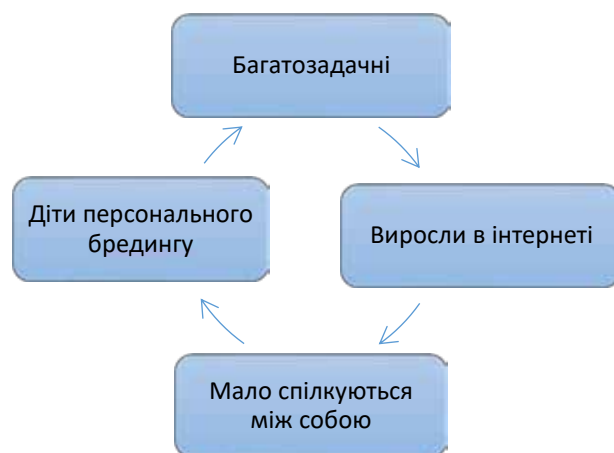 Багатозадачні
Виросли в інтернеті
Мало спілкуються
між собою
Діти персонального
бредингу